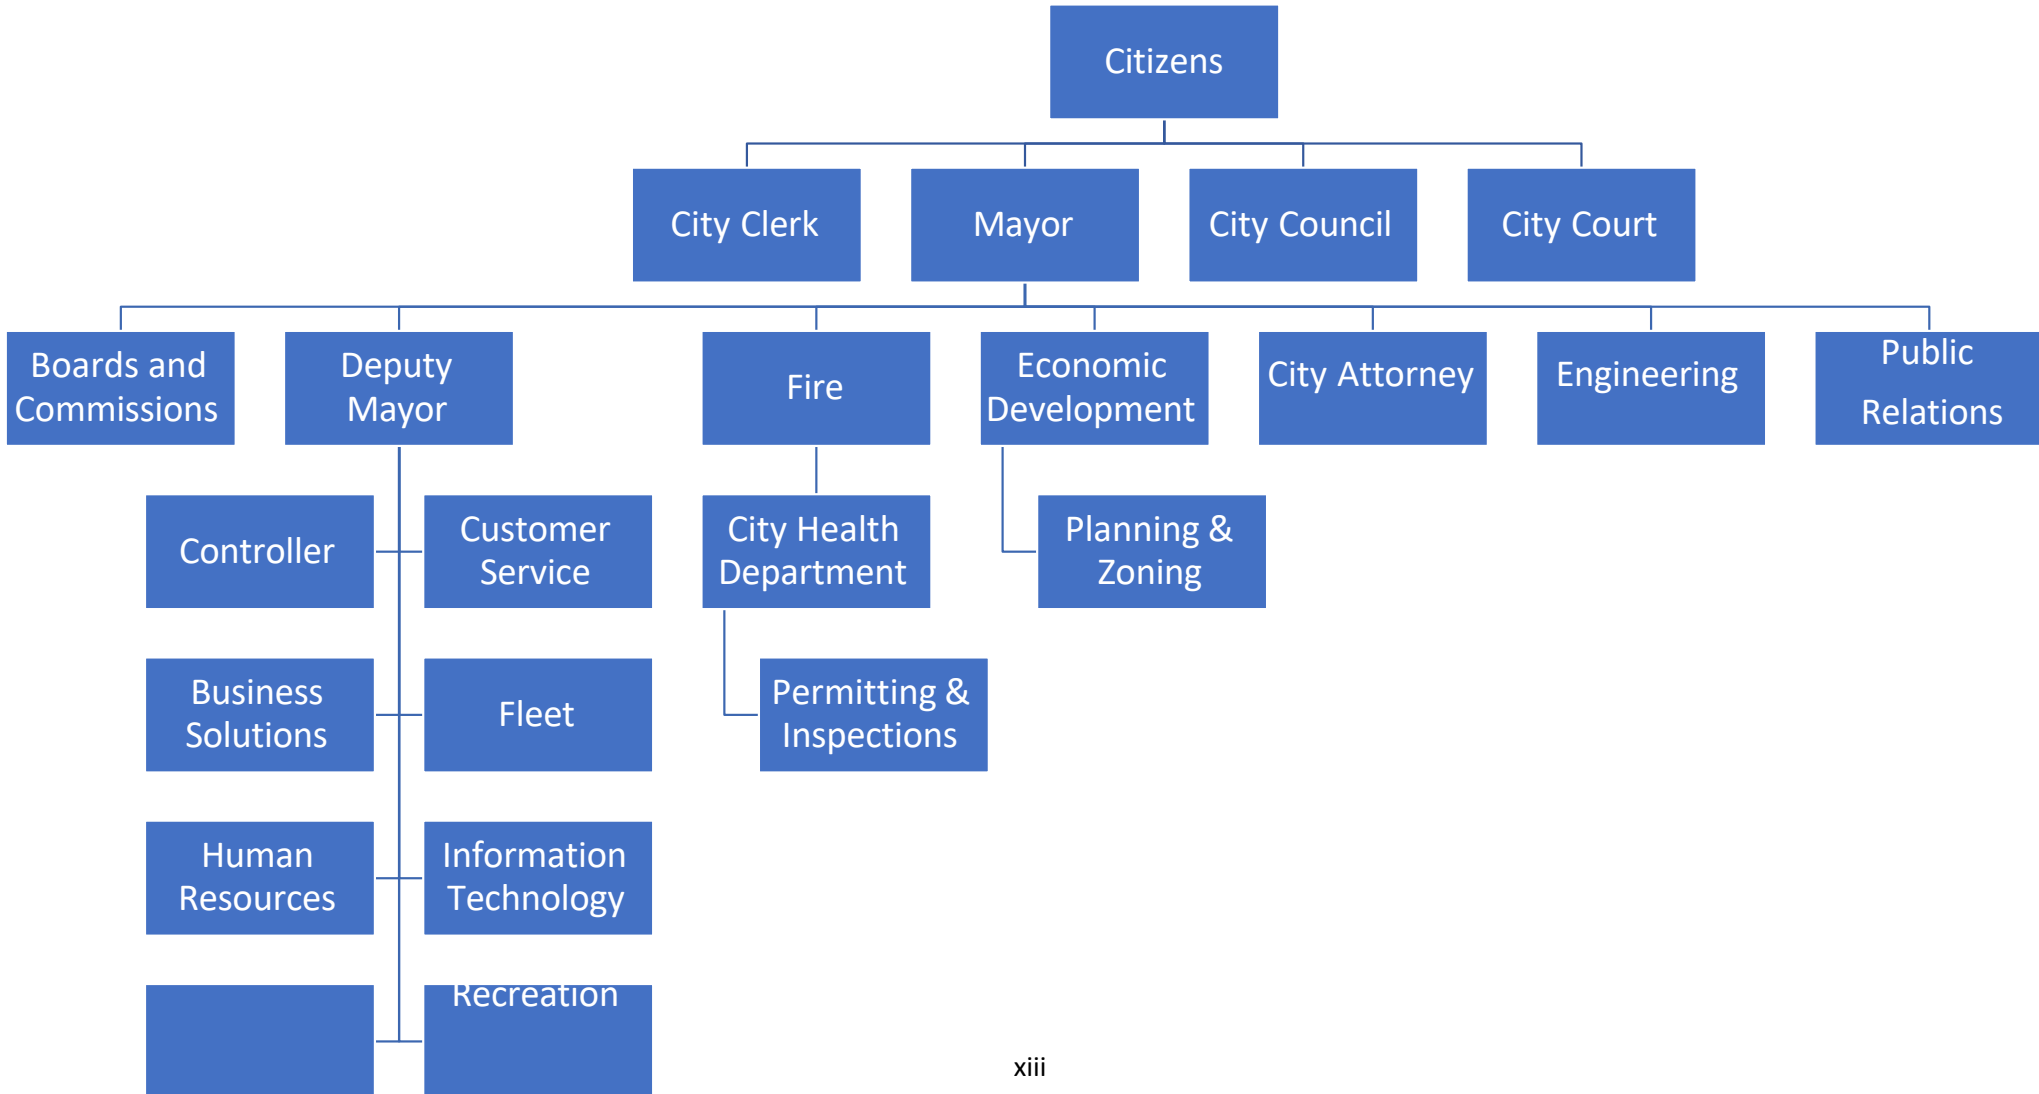 Citizens
City Clerk
Mayor
City Council
City Court
Boards and
Commissions
Deputy
Mayor
Fire
Economic
Development
City Attorney
Engineering
Public
Relations
Controller
Customer
Service
City Health
Department
Planning &
Zoning
Business
Solutions
Fleet
Permitting &
Inspections
Human
Resources
Information
Technology
Recreation
xiii